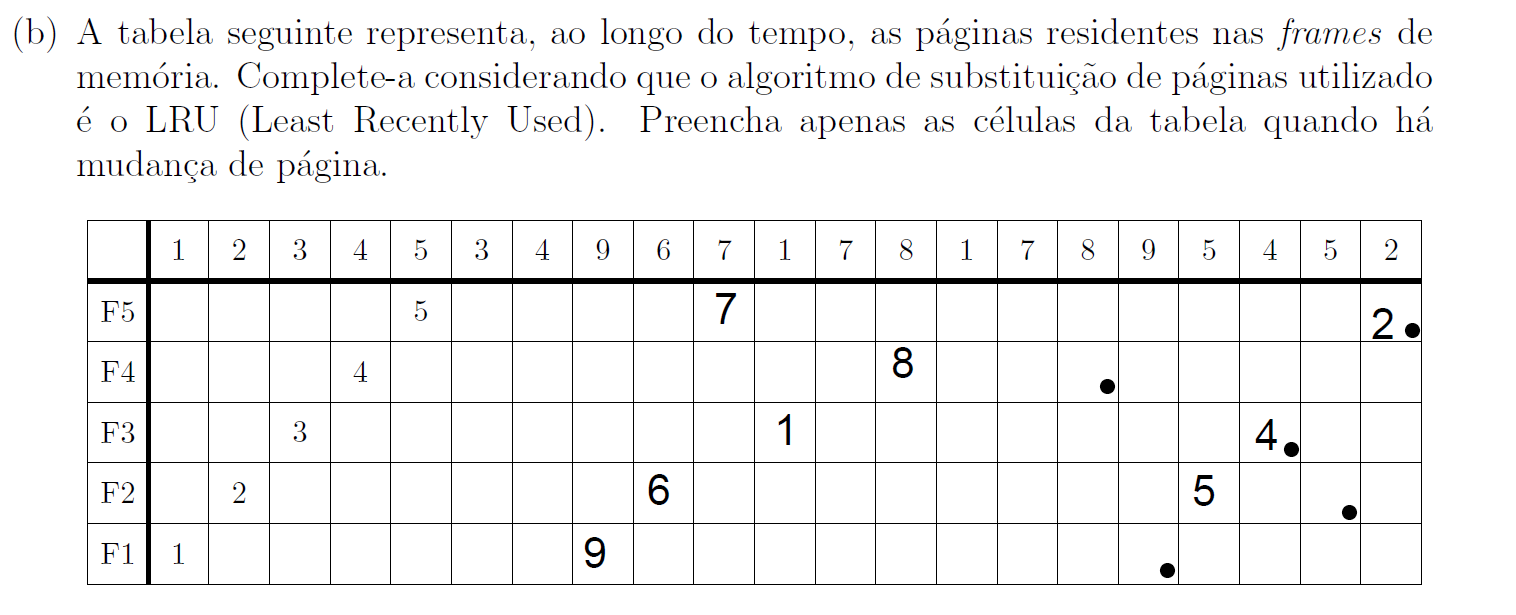 (b) A tabela seguinte representa, ao longo do tempo, as páginas residentes nas frames de
memória. Complete-a considerando que o algoritmo de substituição de páginas utilizado
é o LRU (Least Recently Used). Preencha apenas as células da tabela quando há
mudança de página.
1 2 3 4 5 3 4 9 6 7 1 7 8 1 7 8 9 5 4 5 2
F5 5 7 2
F4 4 8
F3 3 1 4
F2 2 6 5
F1 1 9